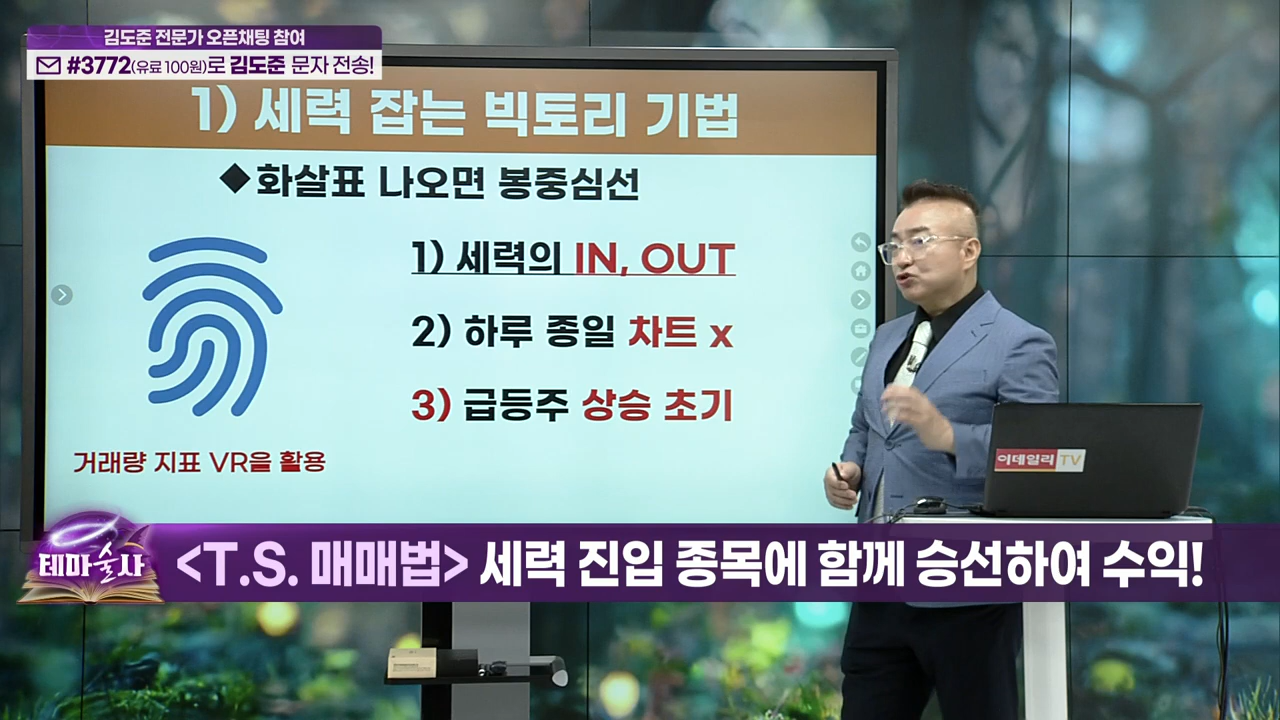 김도준 전문가 오픈채팅 참여
#3772(유료 100원)로 김도준 문자 전송!
1) 세력 잡는 빅토리 기법
◆화살표 나오면 봉중심선
1) 세력의 IN, OUT
2) 하루 종일 차트 x
3) 급등주 상승 초기
거래량 지표 VR을 활용
이데일리 TV
테마술사
<T.S. 매매법> 세력 진입 종목에 함께 승선하여 수익!